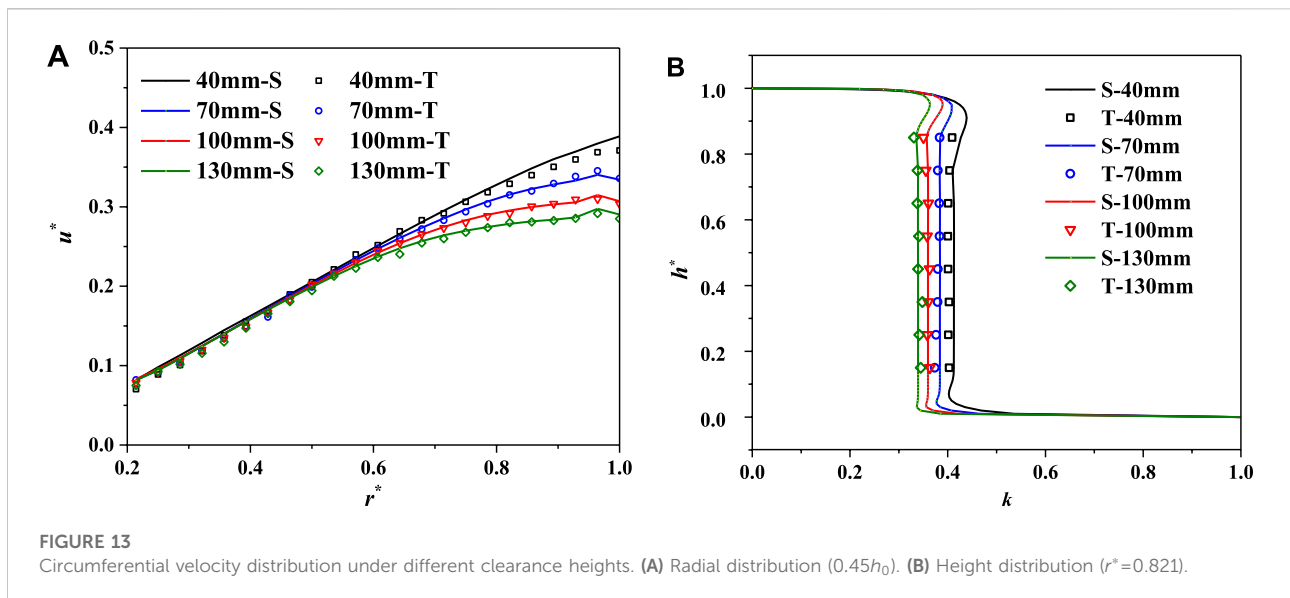 A
0.5
0.4
0.3
0.2
0.1
0.0
u*
40mm-S 40mm-T
70mm-S 70mm-T
100mm-S 100mm-T
130mm-S 130mm-T
0.2 0.4 0.6 0.8 1.0
r*
B
1.0
0.8
0.6
0.4
0.2
0.0
h*
S-40mm
T-40mm
S-70mm
T-70mm
S-100mm
T-100mm
S-130mm
T-130mm
0.0 0.2 0.4 0.6 0.8 1.0
k
FIGURE 13
Circumferential velocity distribution under different clearance heights. (A) Radial distribution (0.45h₀). (B) Height distribution (r*=0.821).